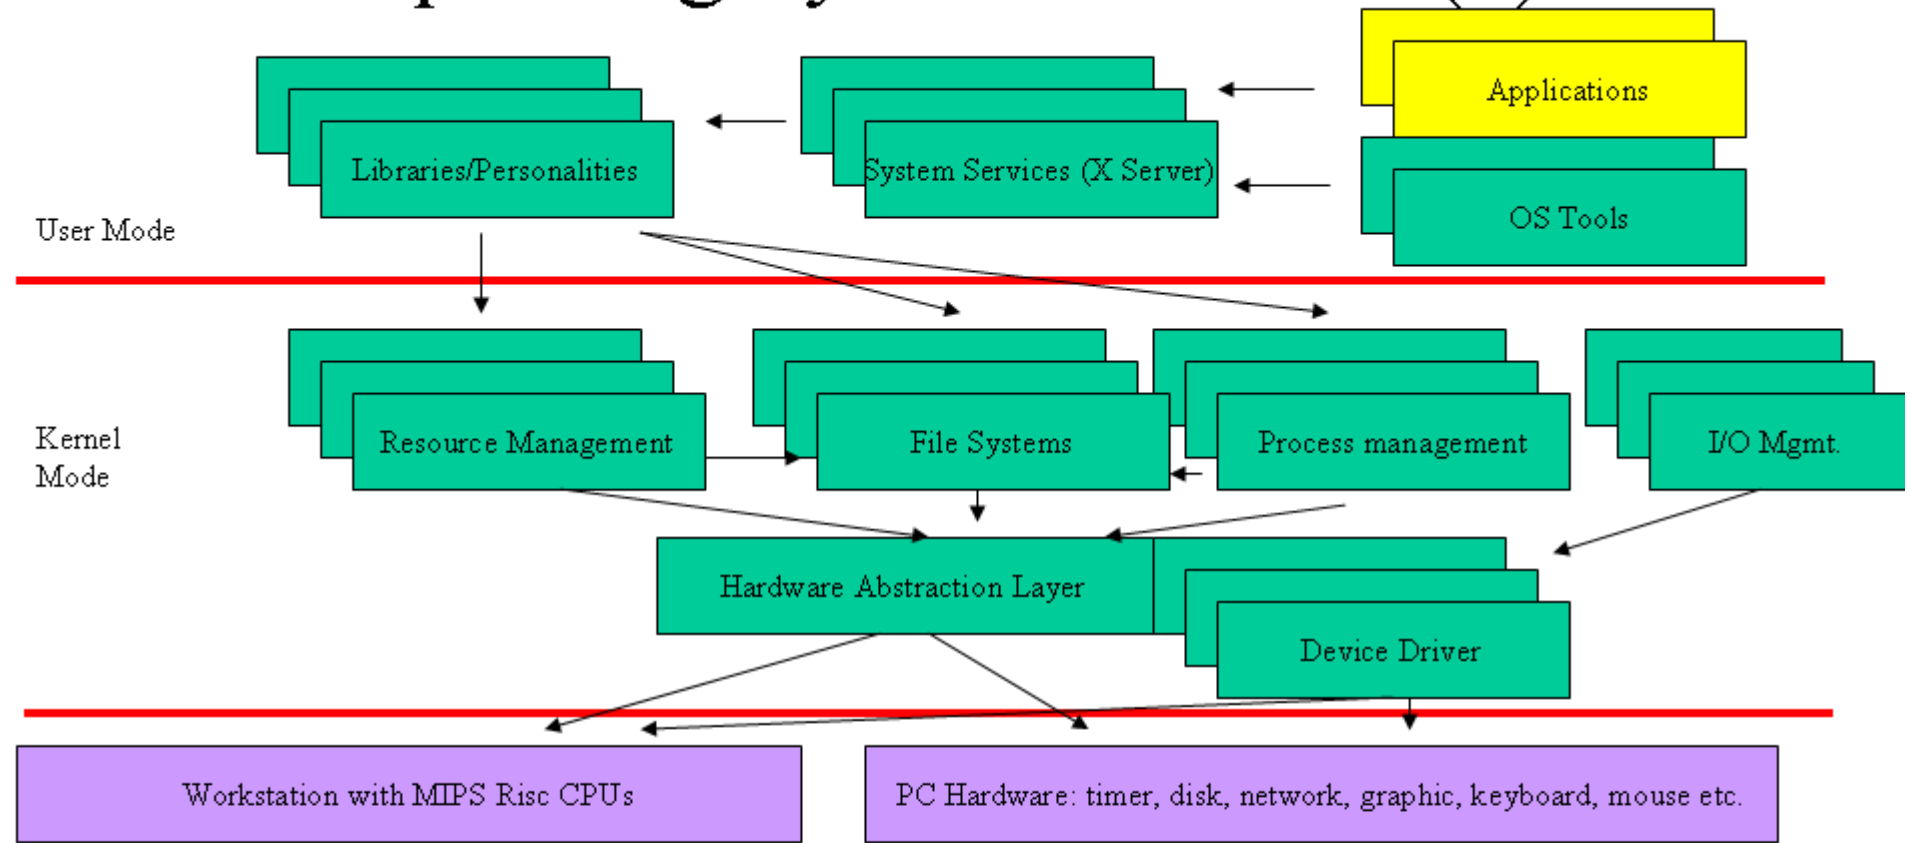 Applications
Libraries/Personalities
System Services (X Server)
OS Tools
User Mode
Kernel
Mode
Resource Management
File Systems
Process management
I/O Mgmt.
Hardware Abstraction Layer
Device Driver
Workstation with MIPS Risc CPUs
PC Hardware: timer, disk, network, graphic, keyboard, mouse etc.